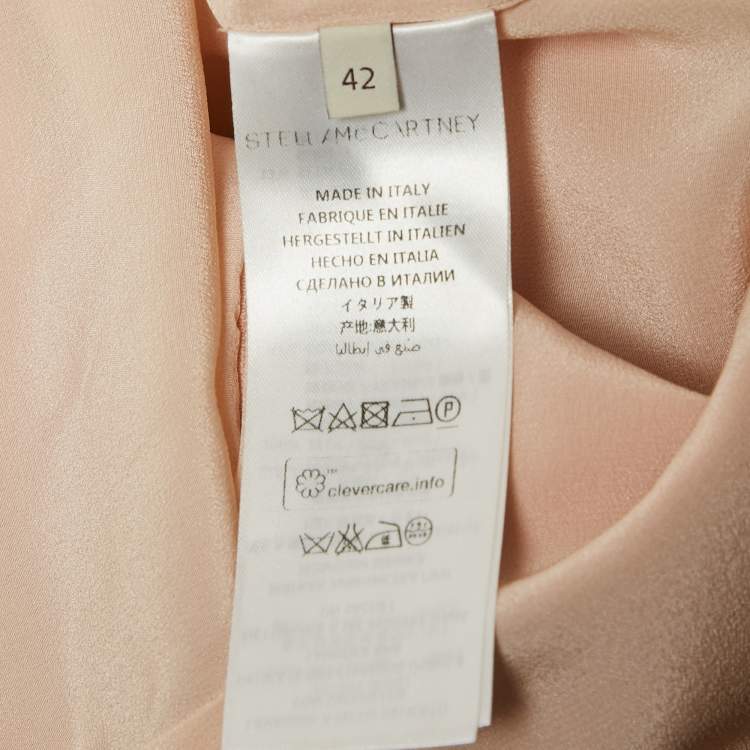 42
STELLA McCARTNEY
MADE IN ITALY
FABRIQUE EN ITALIE
HERGESTELLT IN ITALIEN
HECHO EN ITALIA
СДЕЛАНО В ИТАЛИИ
イタリア製
产地:意大利
صنع في إيطاليا
P
clevercare.info